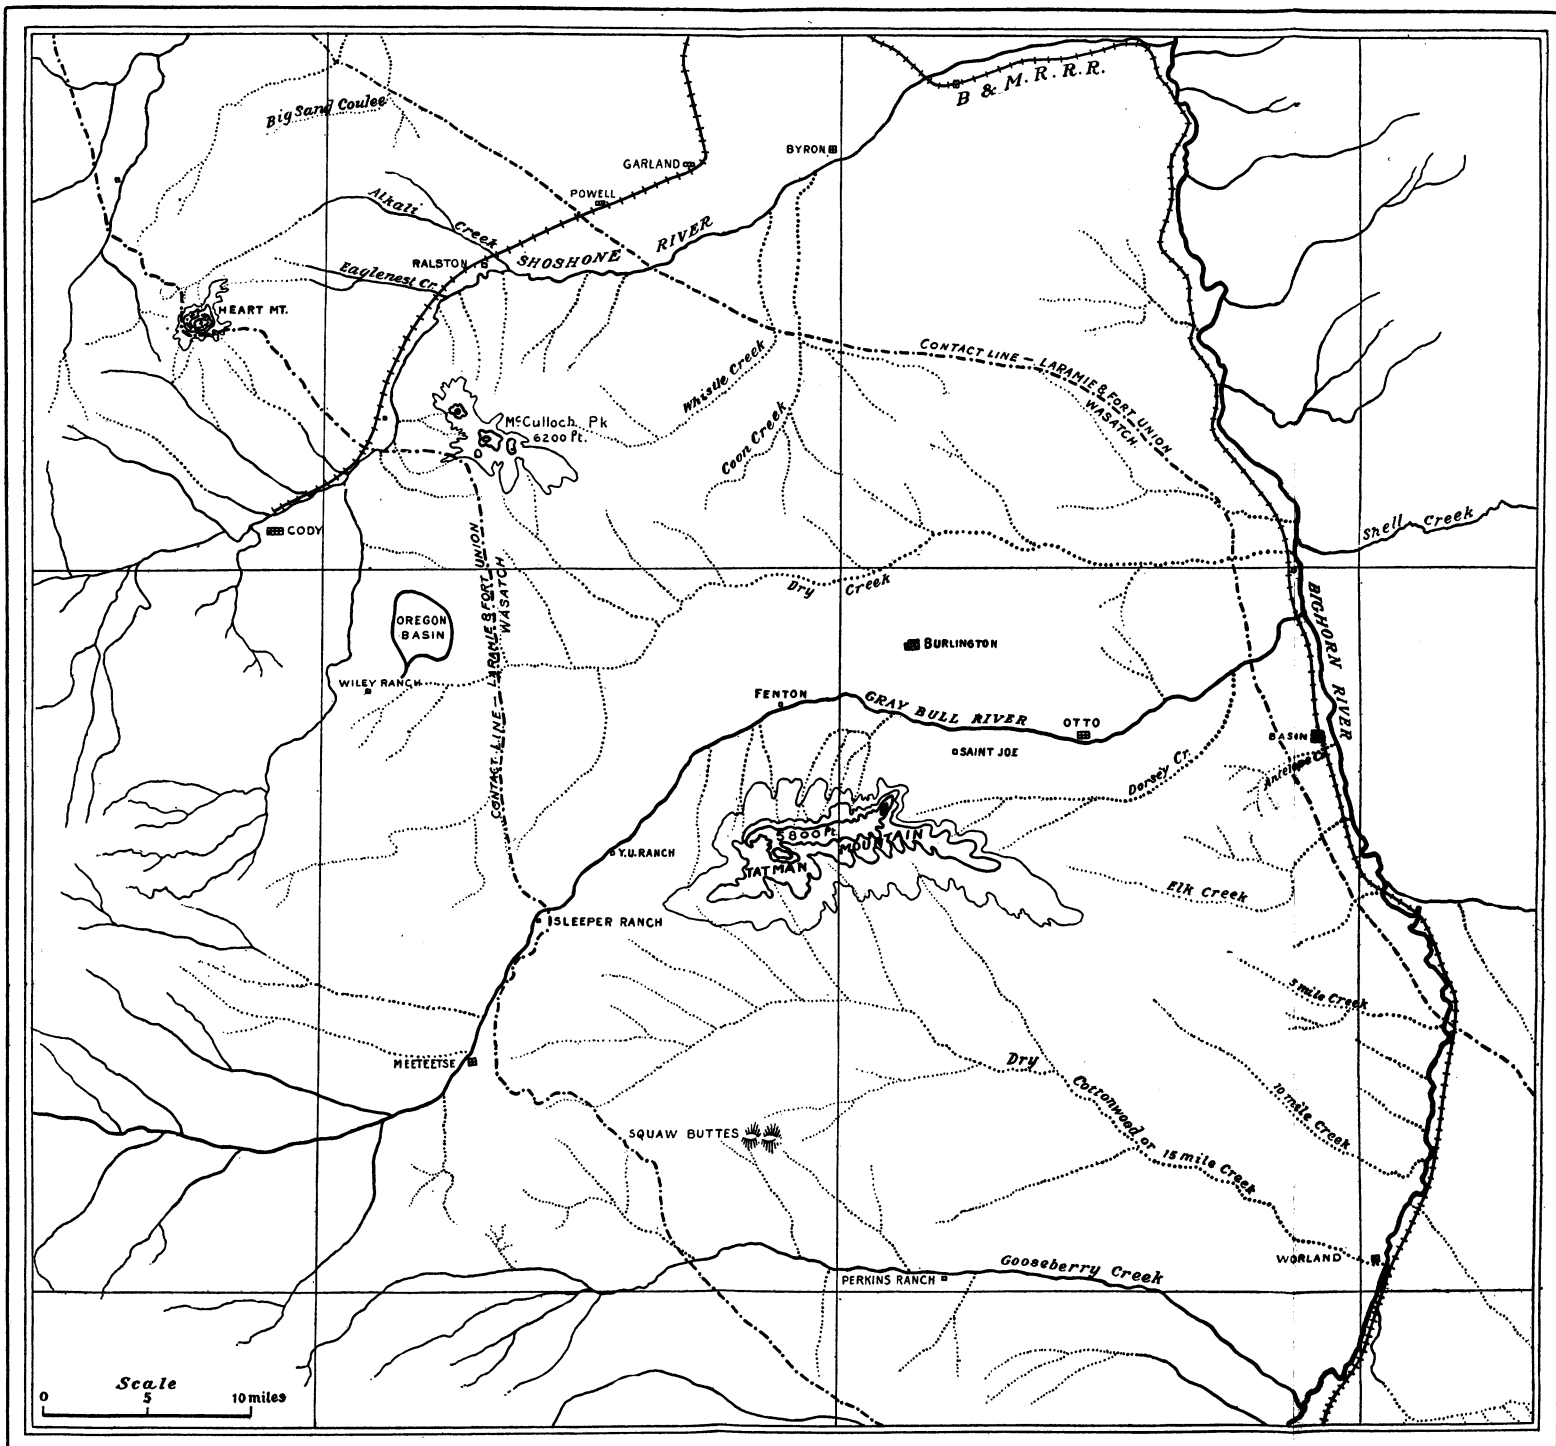 B & M. R. R. R.
Big Sand Coulee
GARLAND
BYRON
POWELL
Alkali
Creek
SHOSHONE
RIVER
RALSTON
Eaglenest Cr.
HEART MT.
CONTACT LINE – LARAMIE & FORT UNION
WASATCH
Whistle Creek
Coon Creek
McCulloch Pk
6200 ft.
Shell Creek
CODY
CONTACT LINE – LARAMIE & FORT UNION
WASATCH
Dry Creek
OREGON
BASIN
BURLINGTON
BIGHORN RIVER
WILEY RANCH
FENTON
GRAY BULL RIVER
OTTO
SAINT JOE
BASIN
Antelope Cr.
Dorsey Cr.
5800 ft.
TATMAN
MOUNTAIN
Y.U. RANCH
Elk Creek
SLEEPER RANCH
5 mile Creek
MEETEETSE
Dry
Cottonwood or 15 mile Creek
10 mile Creek
SQUAW BUTTES
WORLAND
Gooseberry Creek
PERKINS RANCH
Scale
0 5 10 miles